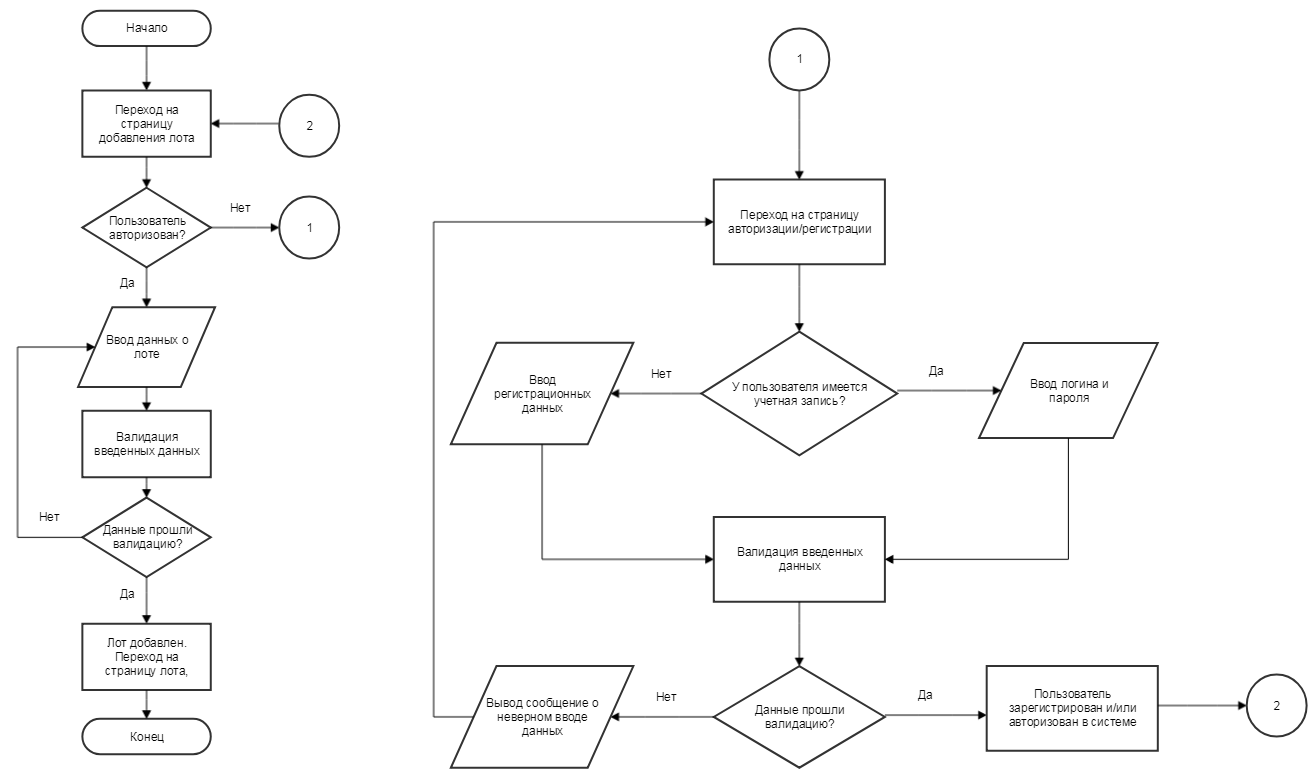 Начало
Переход на
страницу
добавления лота
2
Пользователь
авторизован?
Нет
1
Да
Ввод данных о
лоте
Валидация
введенных данных
Данные прошли
валидацию?
Нет
Да
Лот добавлен.
Переход на
страницу лота,
Конец
1
Переход на страницу
авторизации/регистрации
У пользователя имеется
учетная запись?
Нет
Ввод
регистрационных
данных
Да
Ввод логина и
пароля
Валидация введенных
данных
Данные прошли
валидацию?
Нет
Вывод сообщение о
неверном вводе
данных
Да
Пользователь
зарегистрирован и/или
авторизован в системе
2